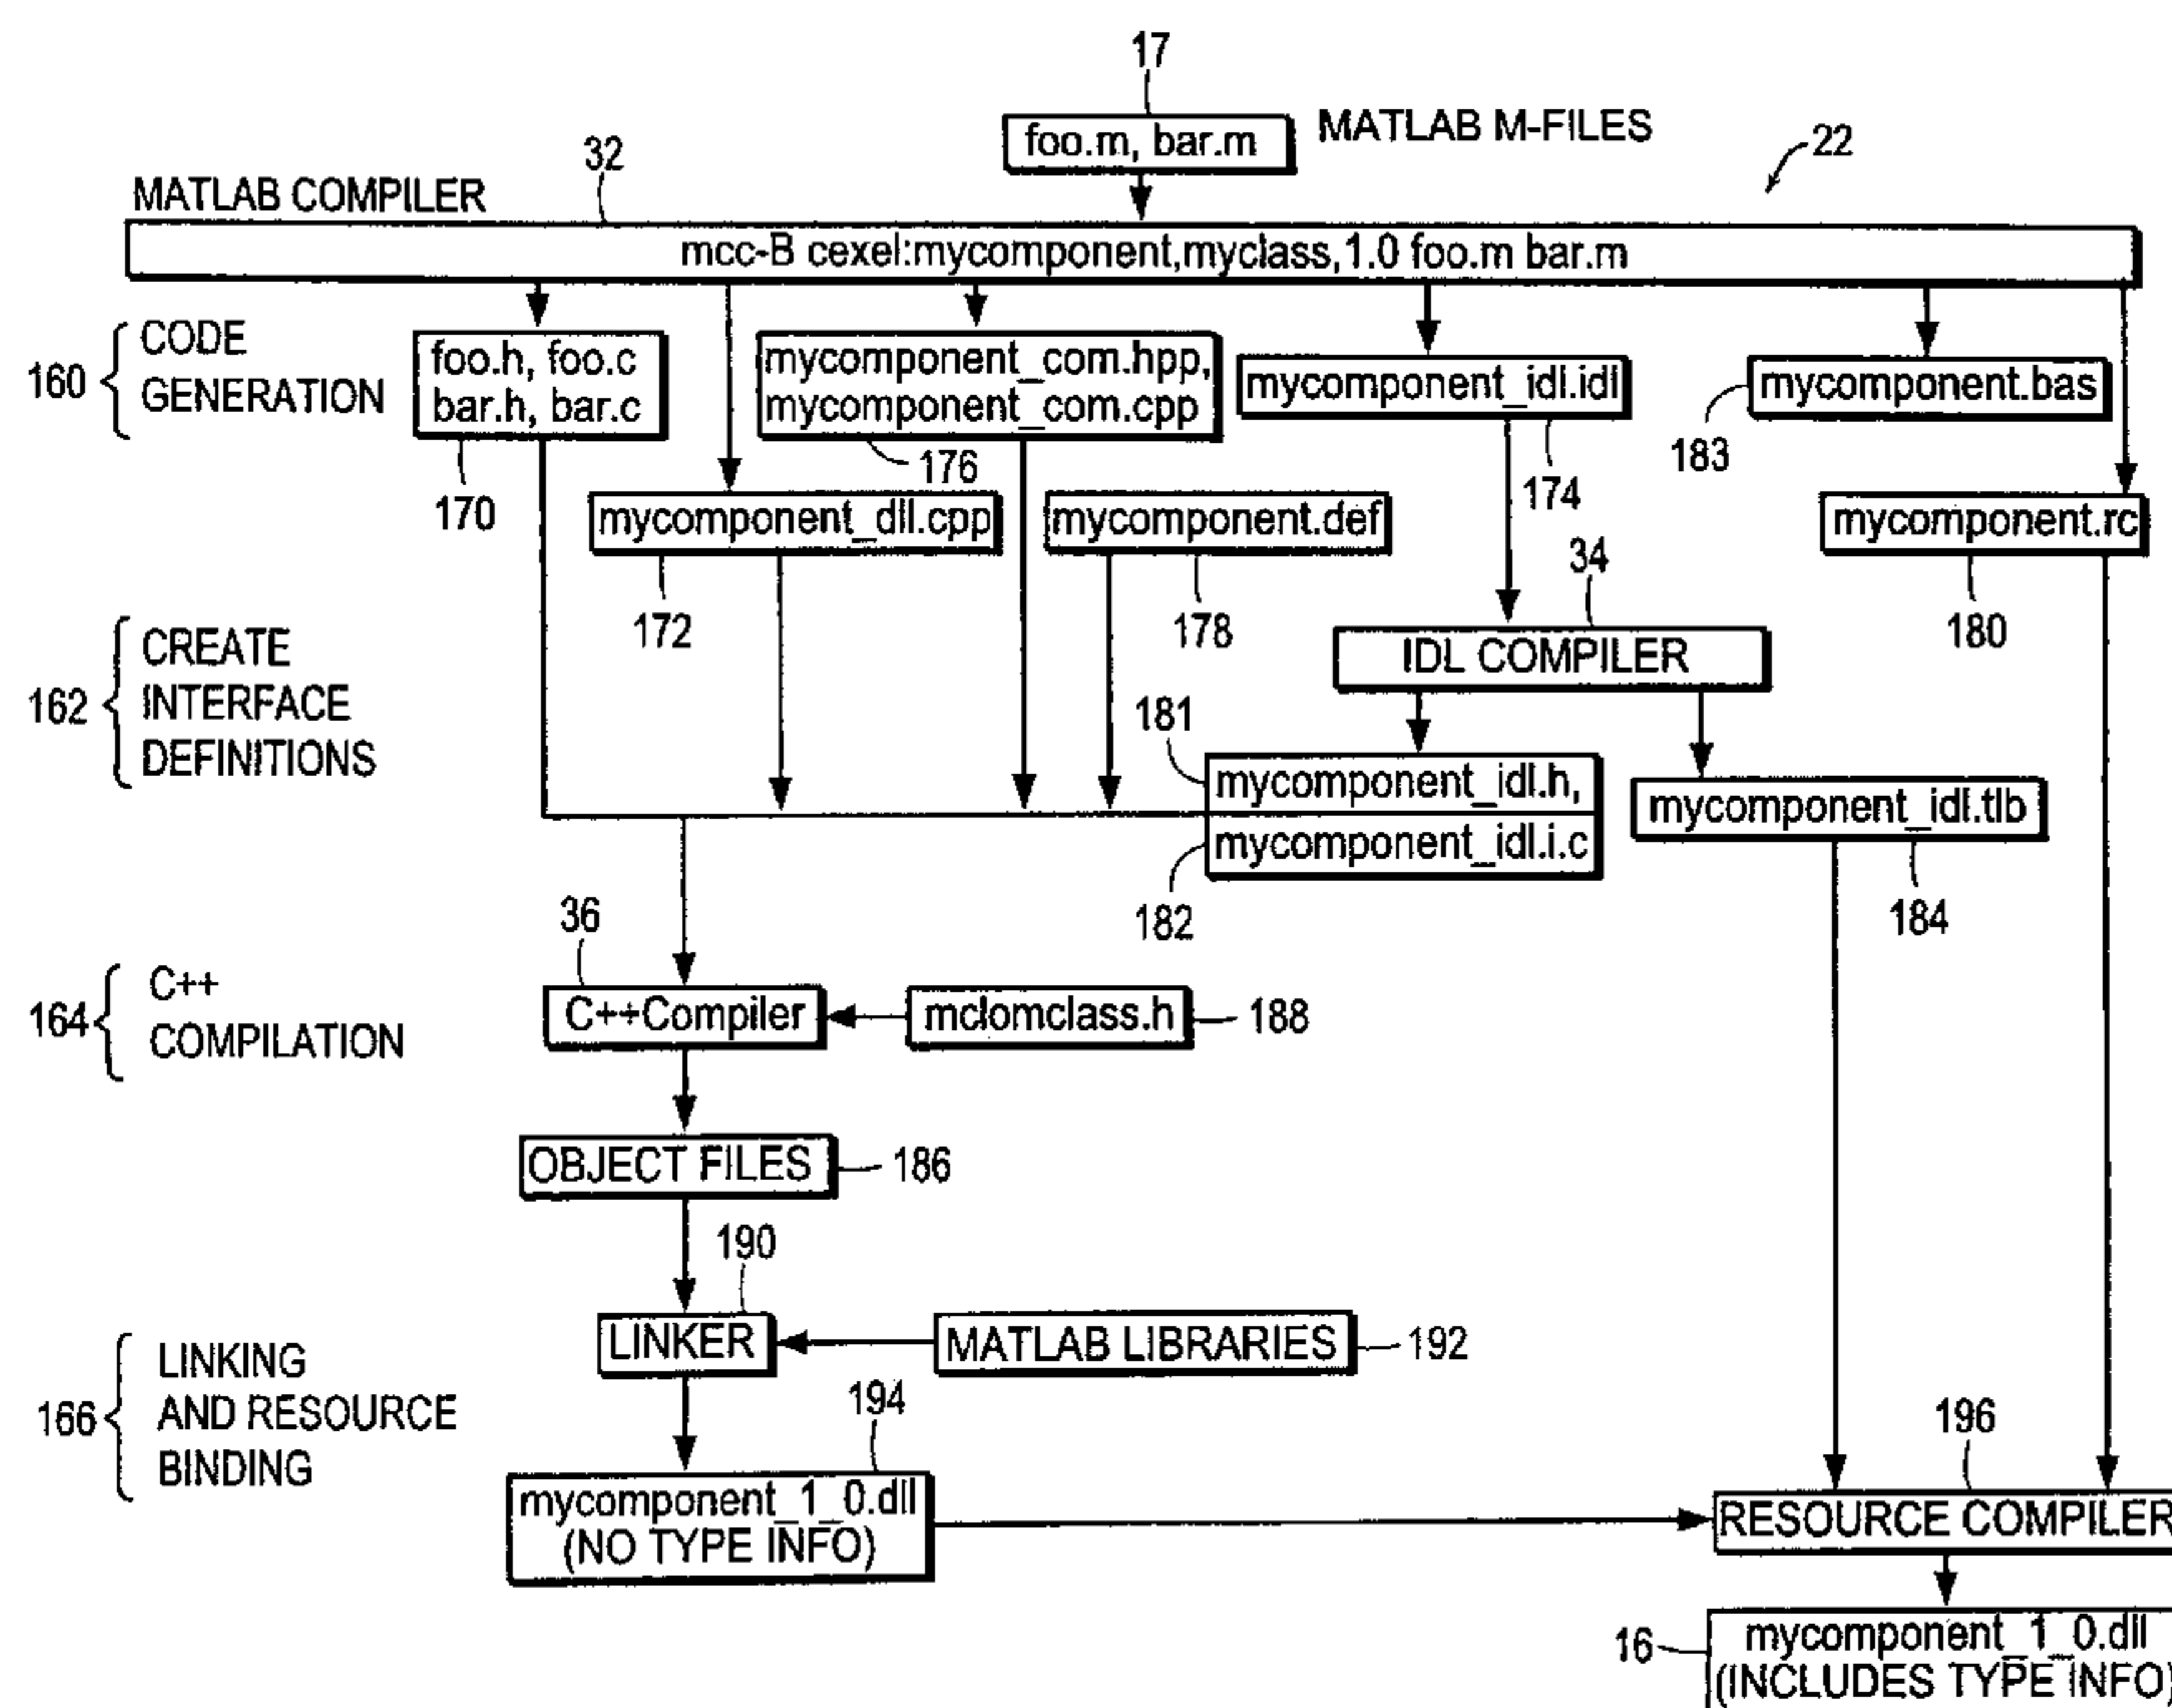 17
foo.m, bar.m
MATLAB M-FILES
22
32
MATLAB COMPILER
mcc-B cexel:mycomponent,myclass,1.0 foo.m bar.m
160
CODE
GENERATION
foo.h, foo.c
bar.h, bar.c
170
mycomponent_com.hpp,
mycomponent_com.cpp
176
mycomponent_idl.idl
174
mycomponent.bas
183
mycomponent_dll.cpp
172
mycomponent.def
178
mycomponent.rc
180
162
CREATE
INTERFACE
DEFINITIONS
34
IDL COMPILER
181
mycomponent_idl.h,
mycomponent_idl.i.c
182
mycomponent_idl.tlb
184
164
C++
COMPILATION
36
C++Compiler
mclomclass.h
188
OBJECT FILES
186
190
LINKER
MATLAB LIBRARIES
192
166
LINKING
AND RESOURCE
BINDING
194
mycomponent_1_0.dll
(NO TYPE INFO)
196
RESOURCE COMPILER
16
mycomponent_1_0.dll
(INCLUDES TYPE INFO)